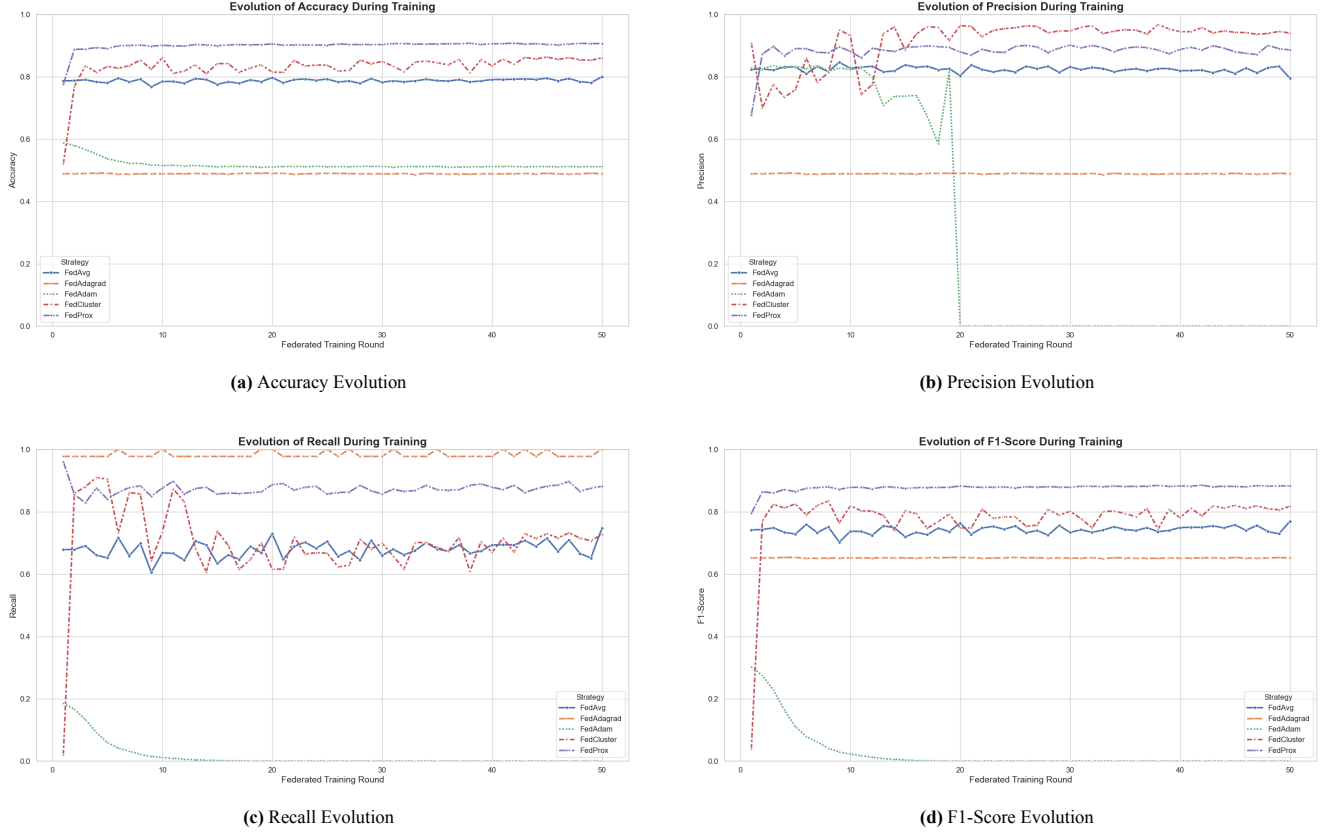 Evolution of Accuracy During Training
1.0
0.8
0.6
0.4
0.2
0.0
Accuracy
Strategy
FedAvg
FedAdagrad
FedAdam
FedCluster
FedProx
0
10
20
30
40
50
Federated Training Round
(a) Accuracy Evolution
Evolution of Precision During Training
1.0
0.8
0.6
0.4
0.2
0.0
Precision
Strategy
FedAvg
FedAdagrad
FedAdam
FedCluster
FedProx
0
10
20
30
40
50
Federated Training Round
(b) Precision Evolution
Evolution of Recall During Training
1.0
0.8
0.6
0.4
0.2
0.0
Recall
Strategy
FedAvg
FedAdagrad
FedAdam
FedCluster
FedProx
0
10
20
30
40
50
Federated Training Round
(c) Recall Evolution
Evolution of F1-Score During Training
1.0
0.8
0.6
0.4
0.2
0.0
F1-Score
Strategy
FedAvg
FedAdagrad
FedAdam
FedCluster
FedProx
0
10
20
30
40
50
Federated Training Round
(d) F1-Score Evolution